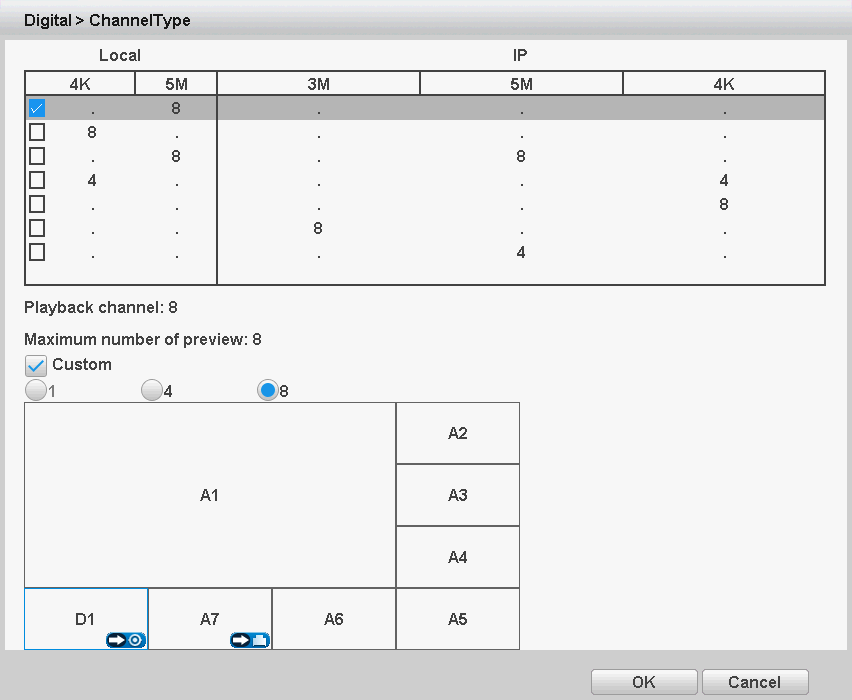 Digital > ChannelType
Local IP
4K 5M 3M 5M 4K
. 8 . . .
8 . . . .
. 8 . 8 .
4 . . . 4
. . . . 8
. . 8 . .
. . . 4 .
Playback channel: 8
Maximum number of preview: 8
Custom
1 4 8
A2
A1 A3
A4
D1 A7 A6 A5
OK Cancel